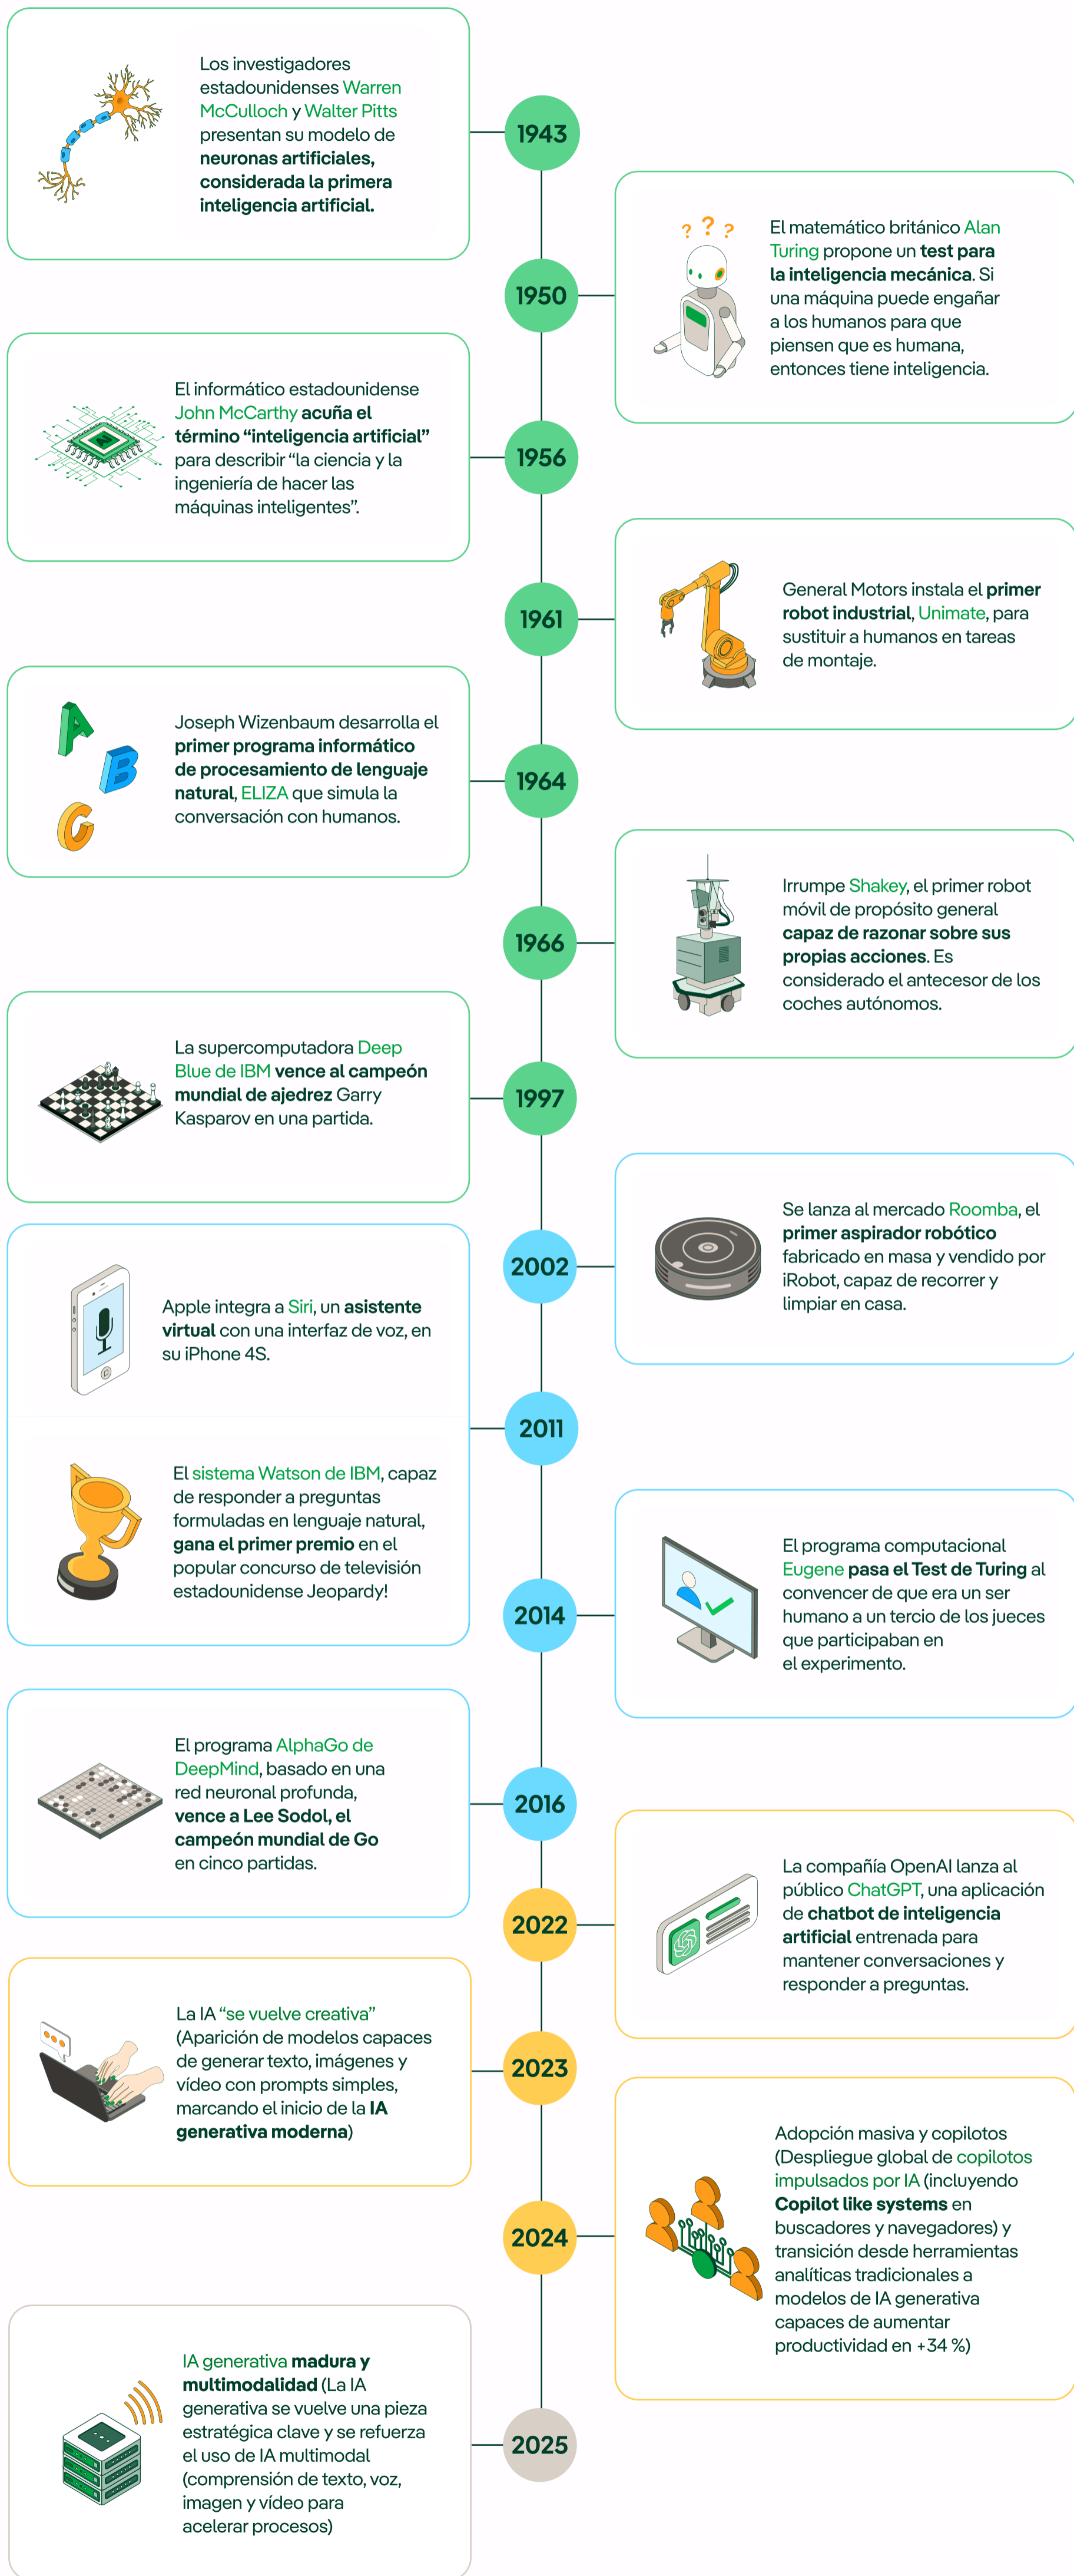 Los investigadores
estadounidenses Warren
McCulloch y Walter Pitts
presentan su modelo de
neuronas artificiales,
considerada la primera
inteligencia artificial.
1943
El matemático británico Alan
Turing propone un test para
la inteligencia mecánica. Si
una máquina puede engañar
a los humanos para que
piensen que es humana,
entonces tiene inteligencia.
? ? ?
1950
El informático estadounidense
John McCarthy acuña el
término “inteligencia artificial”
para describir “la ciencia y la
ingeniería de hacer las
máquinas inteligentes”.
AI
1956
General Motors instala el primer
robot industrial, Unimate, para
sustituir a humanos en tareas
de montaje.
1961
A
B
C
Joseph Wizenbaum desarrolla el
primer programa informático
de procesamiento de lenguaje
natural, ELIZA que simula la
conversación con humanos.
1964
Irrumpe Shakey, el primer robot
móvil de propósito general
capaz de razonar sobre sus
propias acciones. Es
considerado el antecesor de los
coches autónomos.
1966
La supercomputadora Deep
Blue de IBM vence al campeón
mundial de ajedrez Garry
Kasparov en una partida.
1997
Se lanza al mercado Roomba, el
primer aspirador robótico
fabricado en masa y vendido por
iRobot, capaz de recorrer y
limpiar en casa.
2002
Apple integra a Siri, un asistente
virtual con una interfaz de voz, en
su iPhone 4S.
2011
El sistema Watson de IBM, capaz
de responder a preguntas
formuladas en lenguaje natural,
gana el primer premio en el
popular concurso de televisión
estadounidense Jeopardy!
El programa computacional
Eugene pasa el Test de Turing al
convencer de que era un ser
humano a un tercio de los jueces
que participaban en
el experimento.
2014
El programa AlphaGo de
DeepMind, basado en una
red neuronal profunda,
vence a Lee Sodol, el
campeón mundial de Go
en cinco partidas.
2016
La compañía OpenAI lanza al
público ChatGPT, una aplicación
de chatbot de inteligencia
artificial entrenada para
mantener conversaciones y
responder a preguntas.
2022
La IA “se vuelve creativa”
(Aparición de modelos capaces
de generar texto, imágenes y
vídeo con prompts simples,
marcando el inicio de la IA
generativa moderna)
2023
Adopción masiva y copilotos
(Despliegue global de copilotos
impulsados por IA (incluyendo
Copilot like systems en
buscadores y navegadores) y
transición desde herramientas
analíticas tradicionales a
modelos de IA generativa
capaces de aumentar
productividad en +34 %)
2024
IA generativa madura y
multimodalidad (La IA
generativa se vuelve una pieza
estratégica clave y se refuerza
el uso de IA multimodal
(comprensión de texto, voz,
imagen y vídeo para
acelerar procesos)
2025